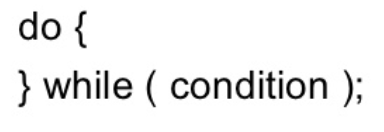 do {
} while ( condition );